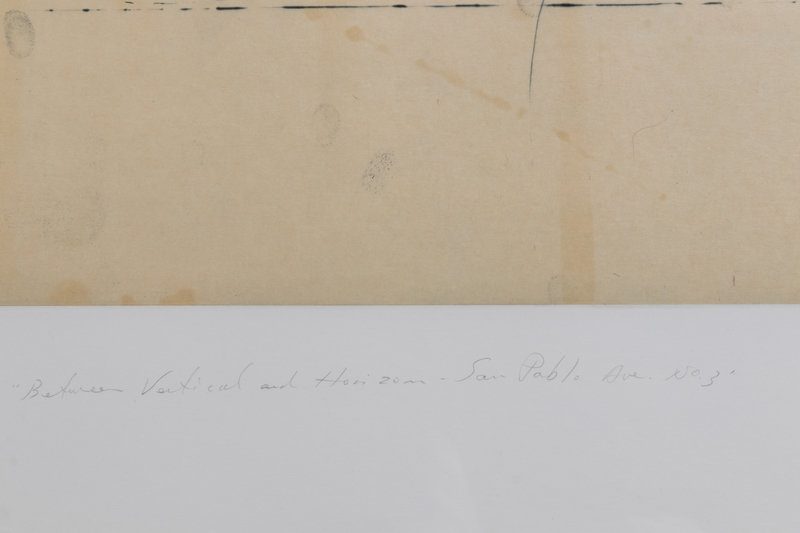 "Between Vertical and Horizon - San Pablo Ave. No.3"